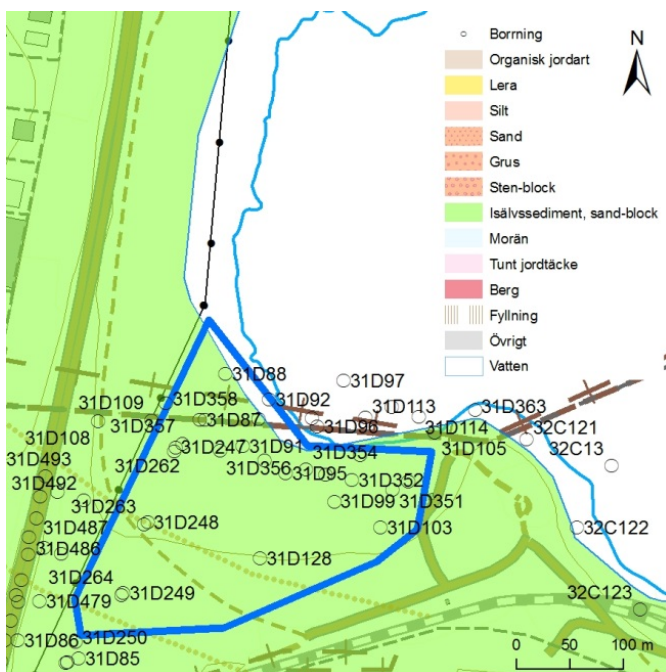 Borrning
N
Organisk jordart
Lera
Silt
Sand
Grus
Sten-block
Isälvssediment, sand-block
Morän
Tunt jordtäcke
Berg
Fyllning
Övrigt
Vatten
31D88
31D97
31D109
31D358
31D92
31D113
31D363
31D357
31D87
31D96
31D114
32C121
31D108
31D247
31D91
31D354
31D105
32C13
31D493
31D262
31D356
31D95
31D492
31D352
31D263
31D99
31D351
31D487
31D248
31D103
32C122
31D486
31D128
31D264
31D249
31D479
32C123
31D86
31D250
31D85
0
50
100 m